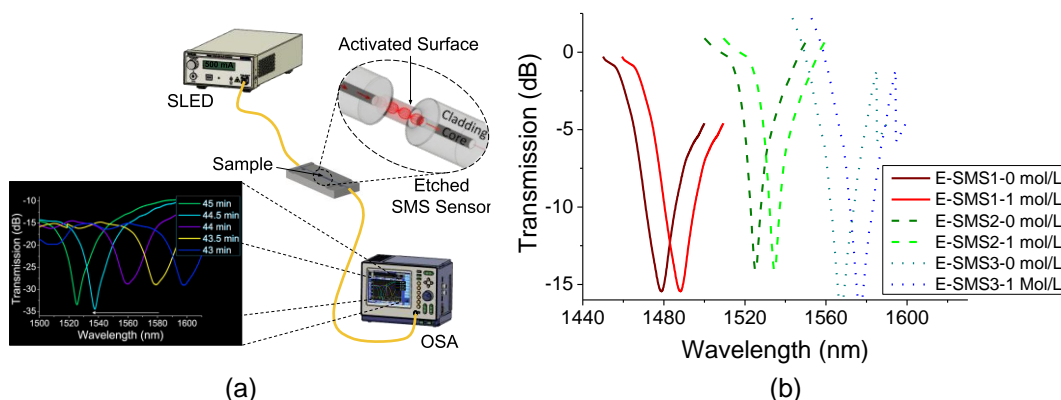 Activated Surface
500 mA
SLED
Cladding
Core
Sample
Etched
SMS Sensor
OSA
Transmission (dB)
-10
-15
-20
-25
-30
-35
1500 1520 1540 1560 1580 1600
Wavelength (nm)
45 min
44.5 min
44 min
43.5 min
43 min
(a)
Transmission (dB)
0
-5
-10
-15
1440 1480 1520 1560 1600
Wavelength (nm)
E-SMS1-0 mol/L
E-SMS1-1 mol/L
E-SMS2-0 mol/L
E-SMS2-1 mol/L
E-SMS3-0 mol/L
E-SMS3-1 Mol/L
(b)